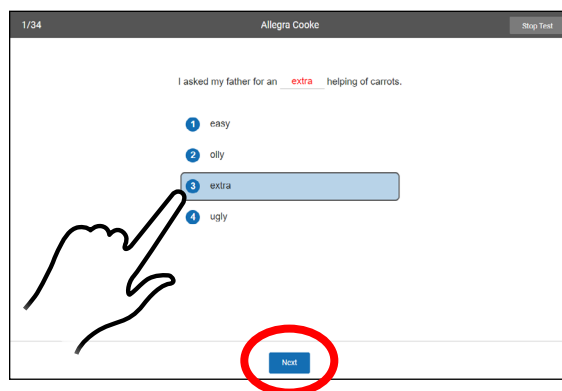 1/34 Allegra Cooke Stop Test
I asked my father for an extra helping of carrots.
1 easy
2 olly
3 extra
4 ugly
Next